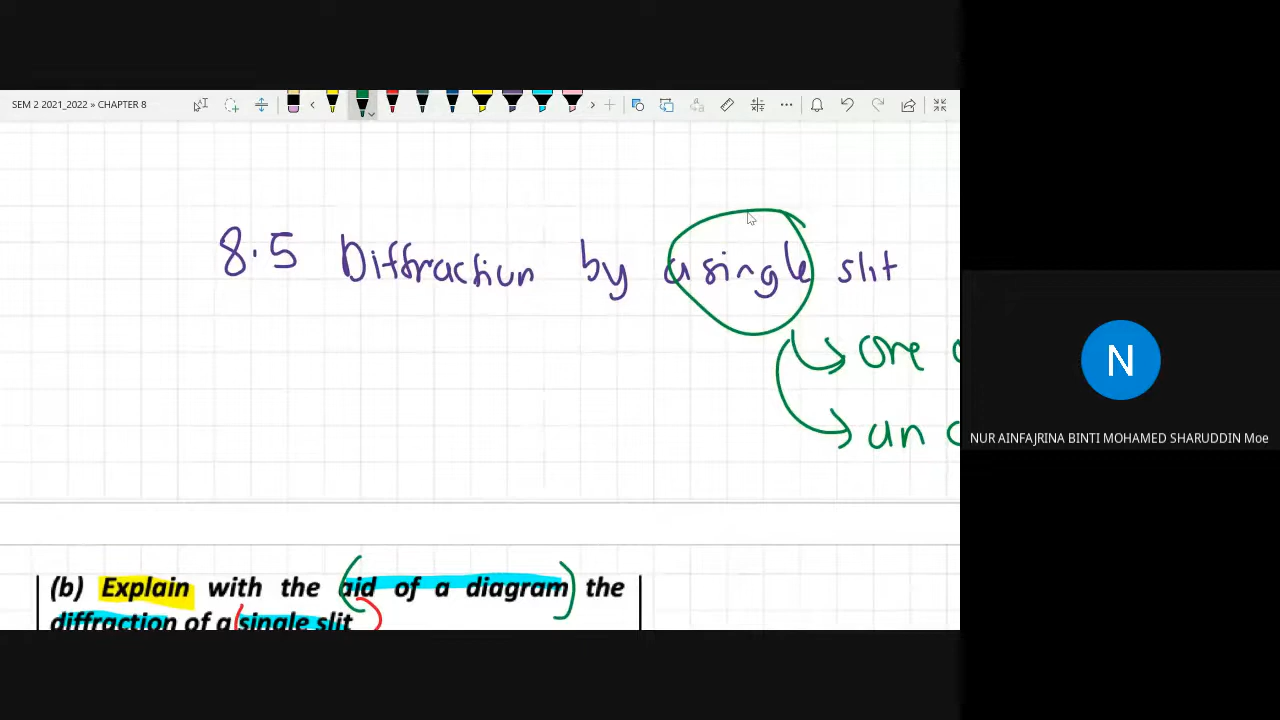 SEM 2 2021_2022 » CHAPTER 8
8.5 Diffraction by a single slit
one
an
N
NUR AINFAJRINA BINTI MOHAMED SHARUDDIN Moe
(b) Explain with the aid of a diagram the
diffraction of a single slit